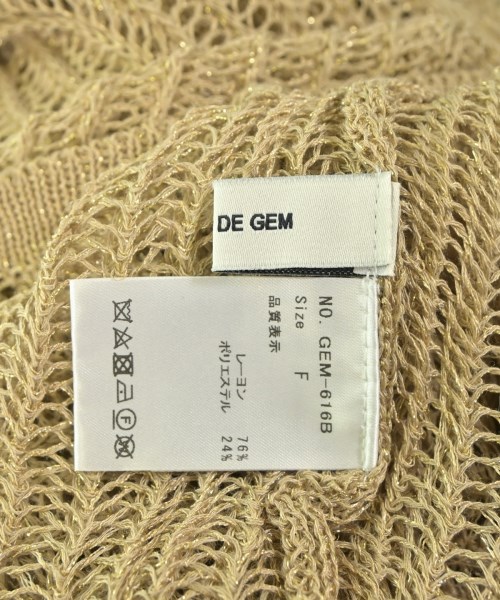 DE GEM
NO. GEM-616B
Size F
品質表示
レーヨン 76%
ポリエステル 24%